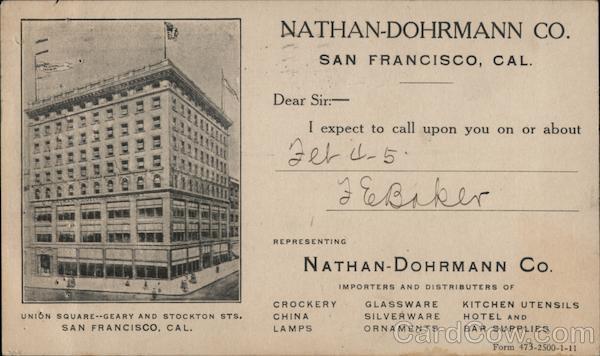 NATHAN-DOHRMANN CO.
SAN FRANCISCO, CAL.
Dear Sir:—
I expect to call upon you on or about
Feb 4-5
F E Baker
REPRESENTING
NATHAN-DOHRMANN CO.
IMPORTERS AND DISTRIBUTERS OF
CROCKERY GLASSWARE KITCHEN UTENSILS
CHINA SILVERWARE HOTEL AND
LAMPS ORNAMENTS BAR SUPPLIES
Form 473-2500-1-11
UNION SQUARE--GEARY AND STOCKTON STS.
SAN FRANCISCO, CAL.
CardCow.com